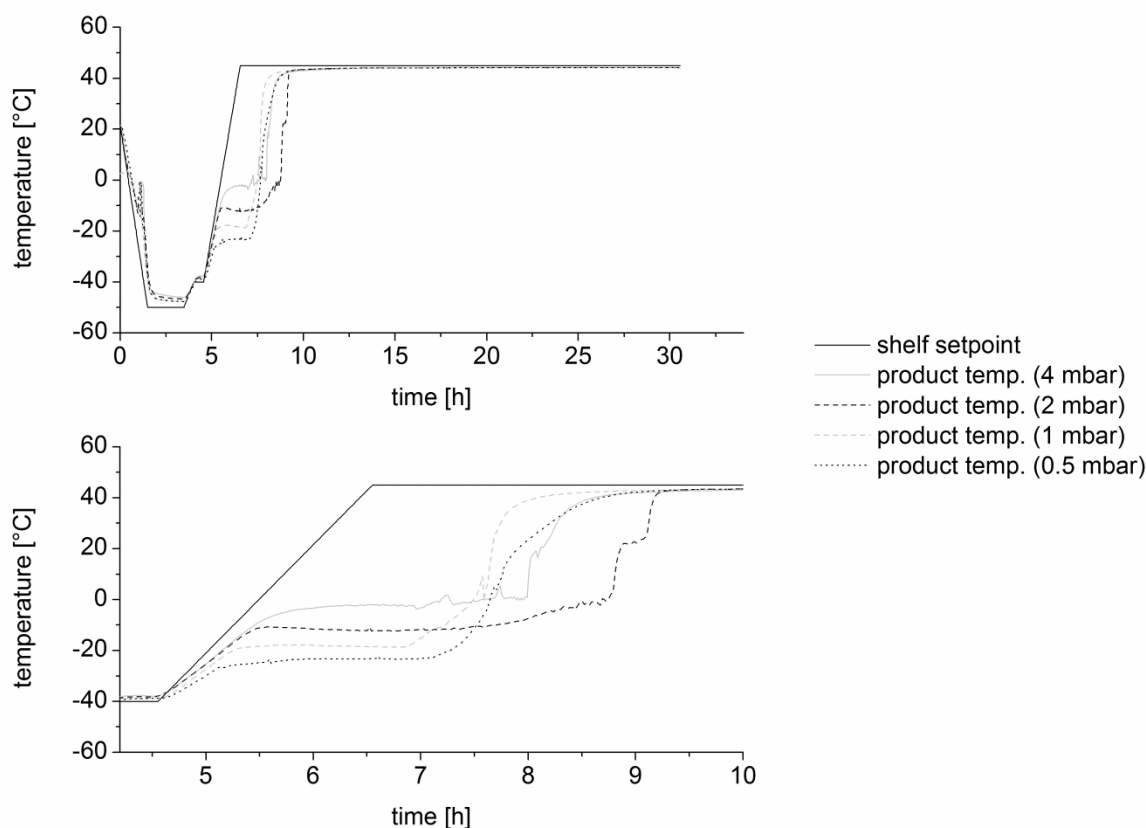 60
40
20
0
-20
-40
-60
temperature [°C]
0 5 10 15 20 25 30
time [h]
shelf setpoint
product temp. (4 mbar)
product temp. (2 mbar)
product temp. (1 mbar)
product temp. (0.5 mbar)
60
40
20
0
-20
-40
-60
temperature [°C]
5 6 7 8 9 10
time [h]